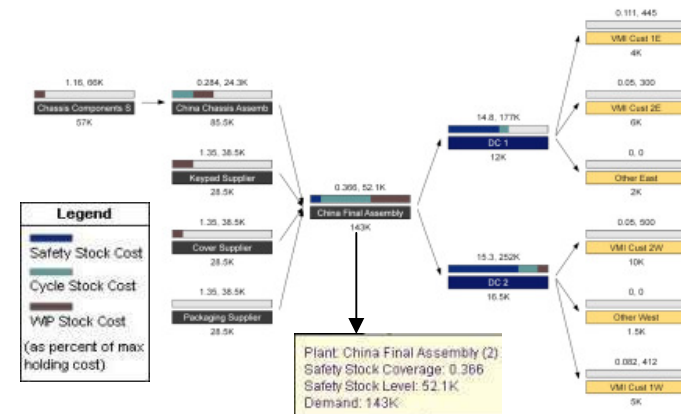 0.111, 445
VMI Cust 1E
4K
1.16, 66K
Chassis Components S
57K
0.284, 24.3K
China Chassis Assemb
85.5K
0.05, 300
VMI Cust 2E
6K
14.8, 177K
DC 1
12K
1.35, 38.5K
Keypad Supplier
28.5K
0, 0
Other East
2K
0.366, 52.1K
China Final Assembly
143K
Legend
Safety Stock Cost
Cycle Stock Cost
WIP Stock Cost
(as percent of max
holding cost)
1.35, 38.5K
Cover Supplier
28.5K
0.05, 500
VMI Cust 2W
10K
15.3, 252K
DC 2
16.5K
1.35, 38.5K
Packaging Supplier
28.5K
0, 0
Other West
1.5K
Plant: China Final Assembly (2)
Safety Stock Coverage: 0.366
Safety Stock Level: 52.1K
Demand: 143K
0.082, 412
VMI Cust 1W
5K